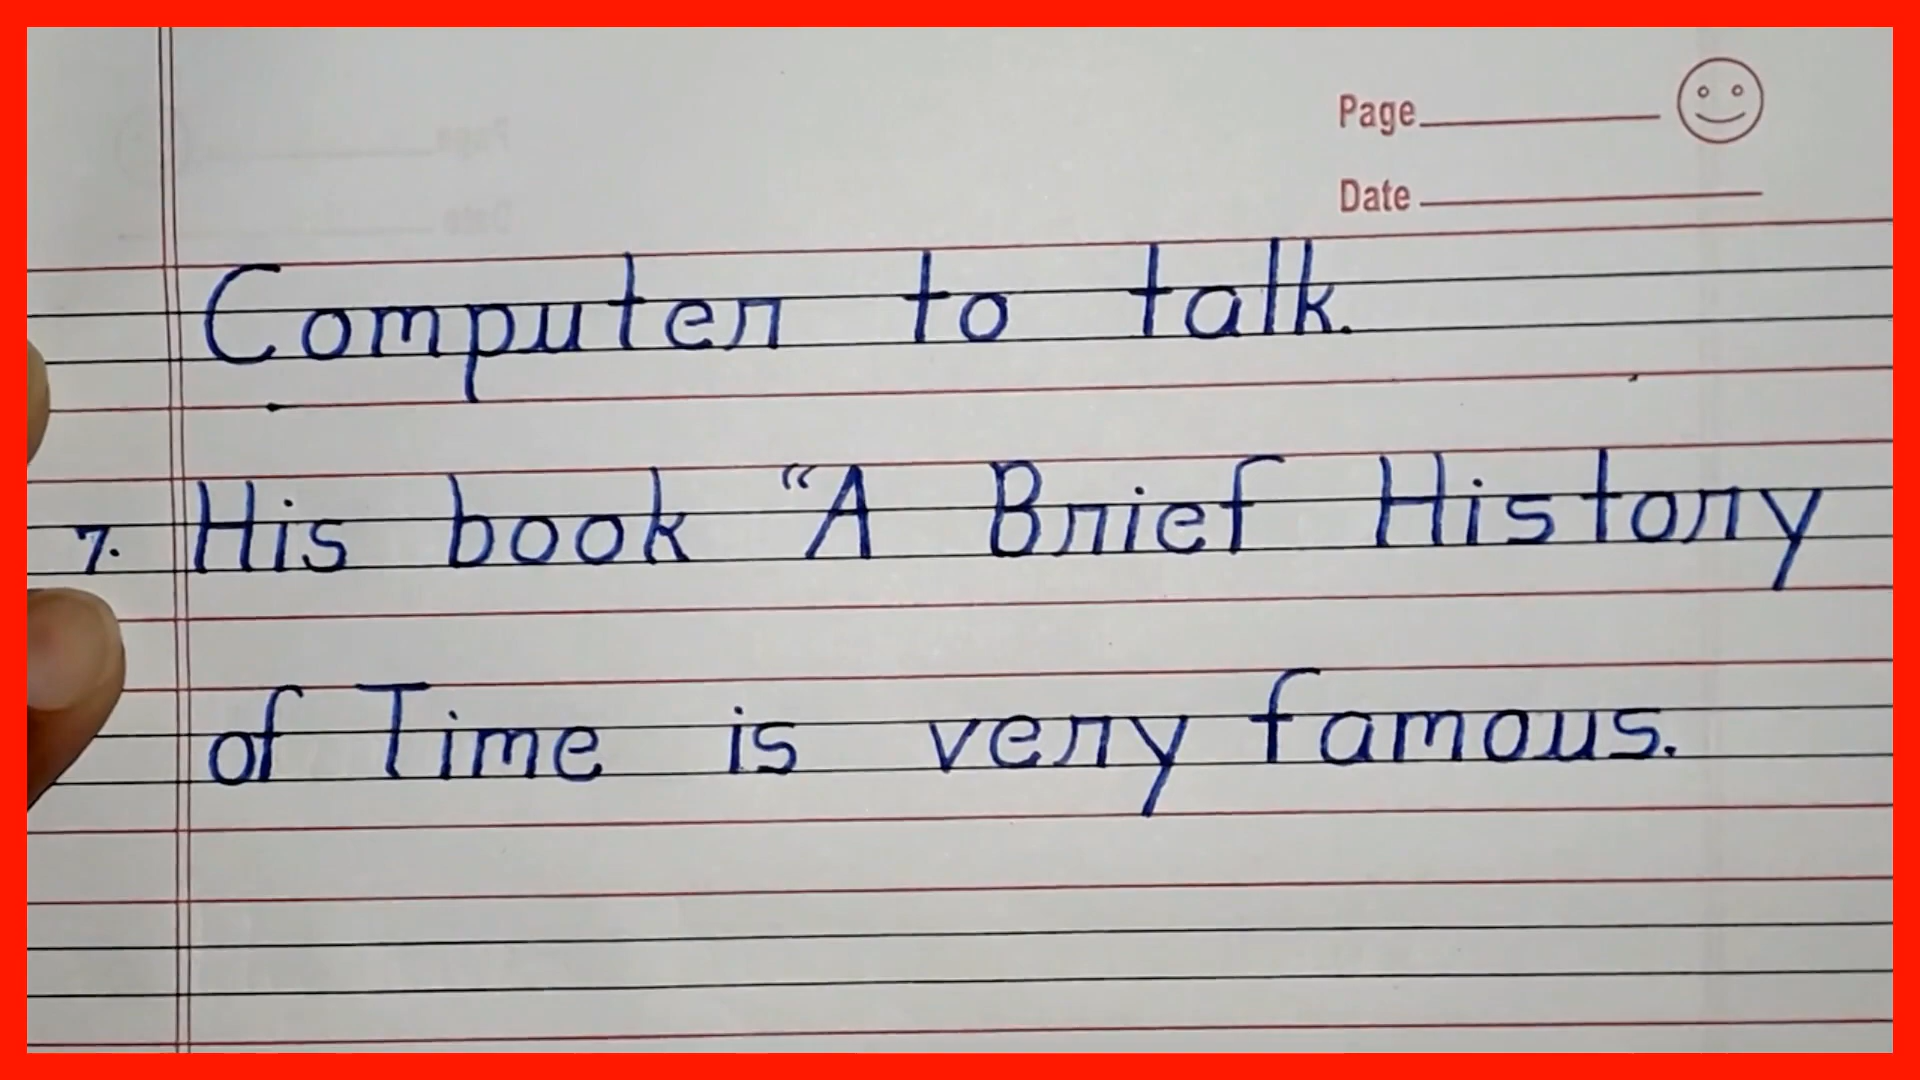 Page
Date
Computer to talk.
7. His book “A Brief History
of Time is very famous.